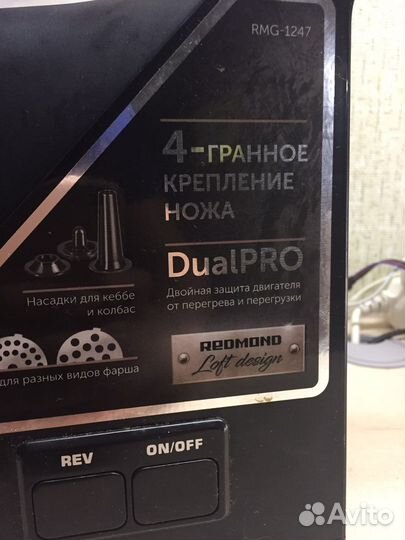 RMG-1247
4-ГРАННОЕ
КРЕПЛЕНИЕ
НОЖА
DualPRO
Двойная защита двигателя
от перегрева и перегрузки
Насадки для кеббе
и колбас
для разных видов фарша
REDMOND
Loft design
REV
ON/OFF
Avito